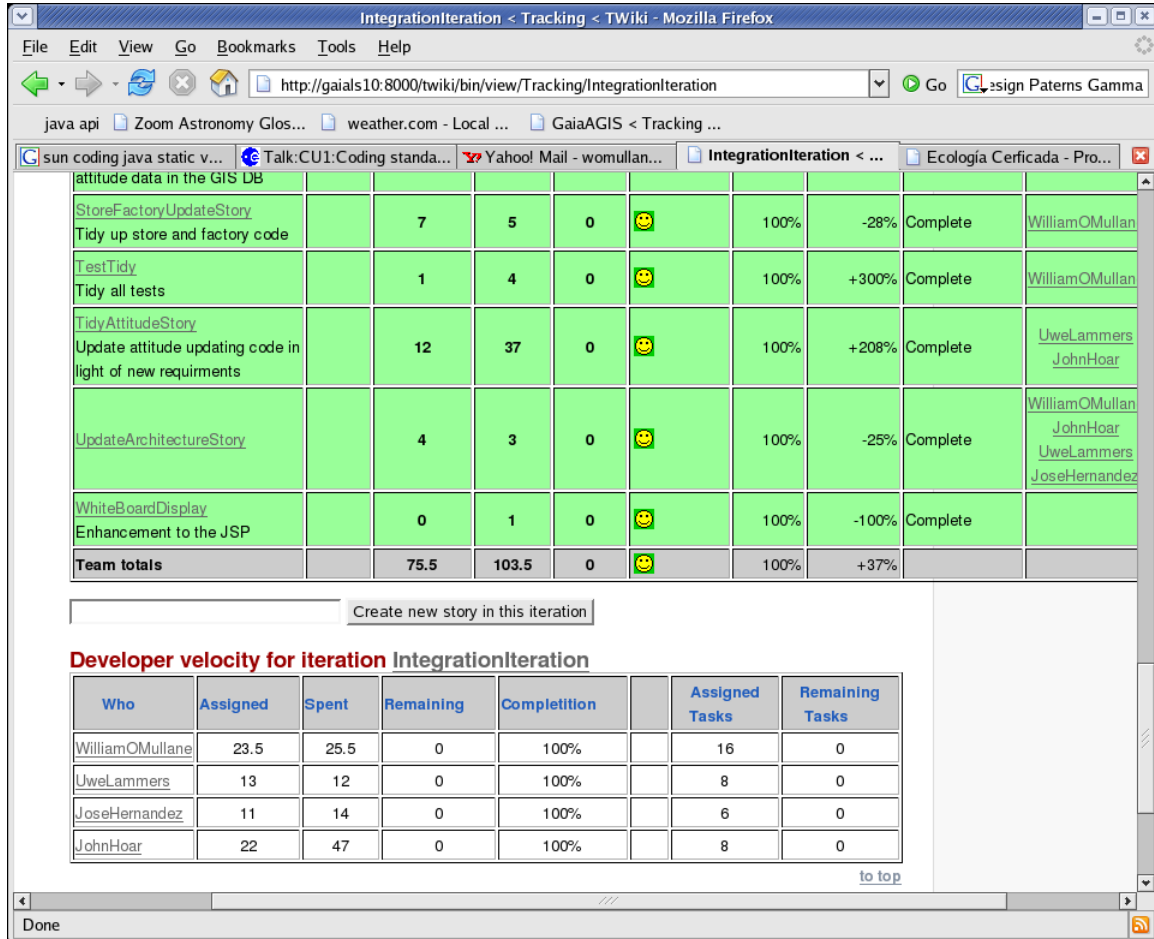 IntegrationIteration < Tracking < TWiki - Mozilla Firefox
File Edit View Go Bookmarks Tools Help
http://gaials10:8000/twiki/bin/view/Tracking/IntegrationIteration Go esign Paterns Gamma
java api Zoom Astronomy Glos... weather.com - Local ... GaiaAGIS < Tracking ...
sun coding java static v... Talk:CU1:Coding standa... Yahoo! Mail - womullan... IntegrationIteration < ... Ecología Cerficada - Pro...
attitude data in the GIS DB
StoreFactoryUpdateStory
Tidy up store and factory code 7 5 0 100% -28% Complete WilliamOMullan
TestTidy
Tidy all tests 1 4 0 100% +300% Complete WilliamOMullan
TidyAttitudeStory
Update attitude updating code in
light of new requirments 12 37 0 100% +208% Complete UweLammers
JohnHoar
UpdateArchitectureStory 4 3 0 100% -25% Complete WilliamOMullan
JohnHoar
UweLammers
JoseHernandez
WhiteBoardDisplay
Enhancement to the JSP 0 1 0 100% -100% Complete
Team totals 75.5 103.5 0 100% +37%
Create new story in this iteration
Developer velocity for iteration IntegrationIteration
Who Assigned Spent Remaining Completition Assigned Tasks Remaining Tasks
WilliamOMullane 23.5 25.5 0 100% 16 0
UweLammers 13 12 0 100% 8 0
JoseHernandez 11 14 0 100% 6 0
JohnHoar 22 47 0 100% 8 0
to top
Done